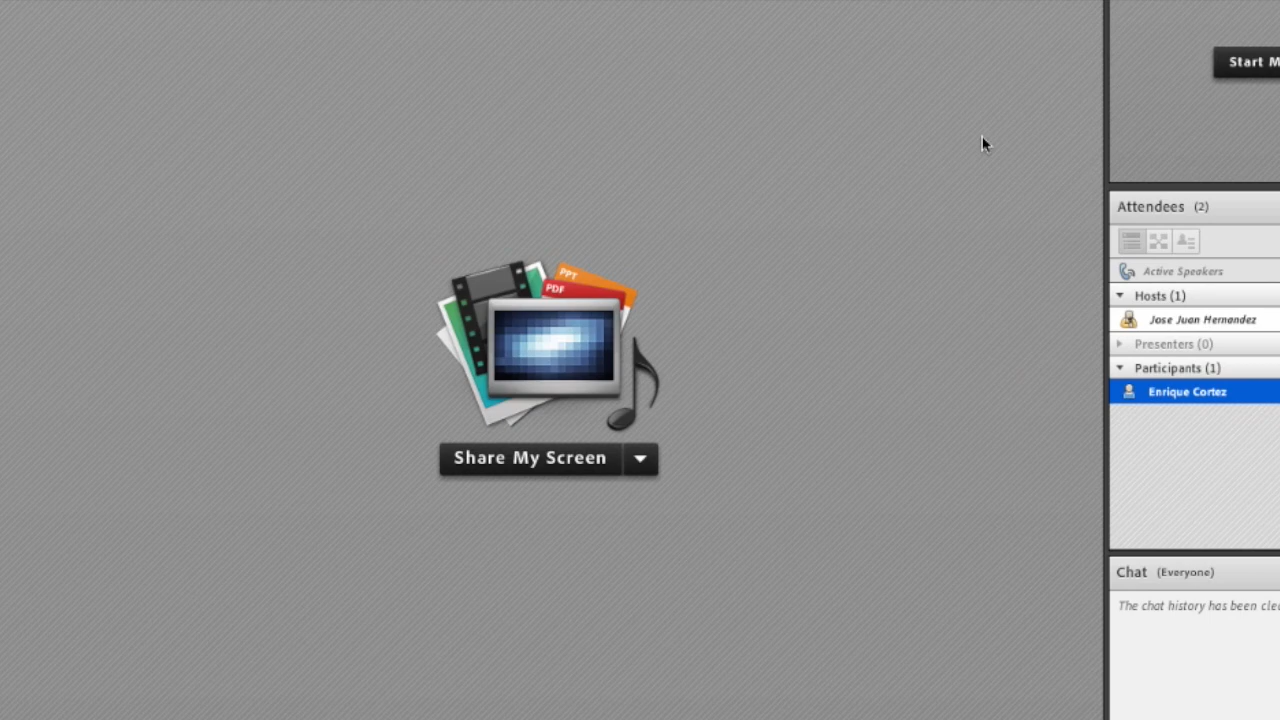 Start M
Attendees (2)
Active Speakers
Hosts (1)
Jose Juan Hernandez
Presenters (0)
Participants (1)
Enrique Cortez
PPT
PDF
Share My Screen
Chat (Everyone)
The chat history has been clea